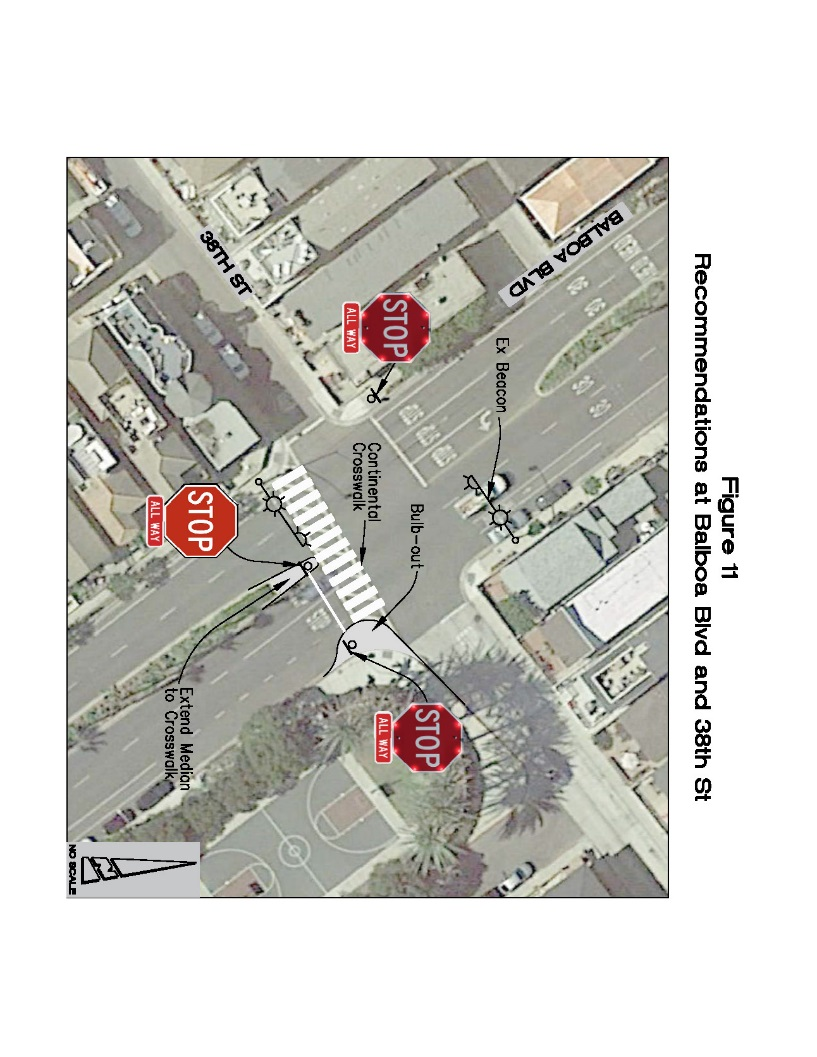 Figure 11
Recommendations at Balboa Blvd and 38th St
BALBOA BLVD
Ex Beacon
STOP
ALL WAY
STOP
ALL WAY
Bulb-out
Continental
Crosswalk
38TH ST
STOP
ALL WAY
Extend Median
to Crosswalk
NO SCALE